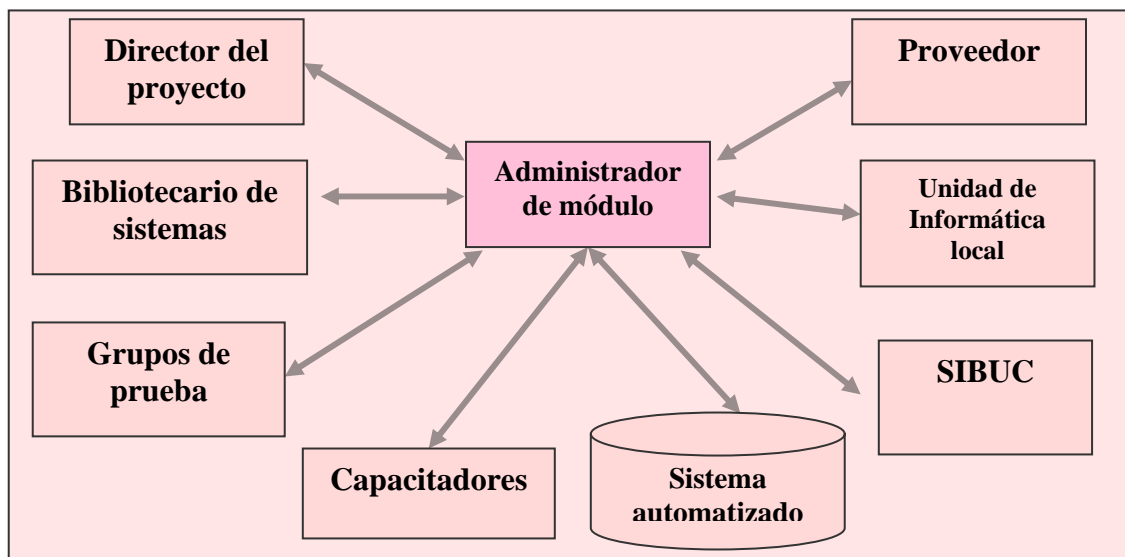 Director del
proyecto
Proveedor
Administrador
de módulo
Bibliotecario de
sistemas
Unidad de
Informática
local
Grupos de
prueba
SIBUC
Capacitadores
Sistema
automatizado